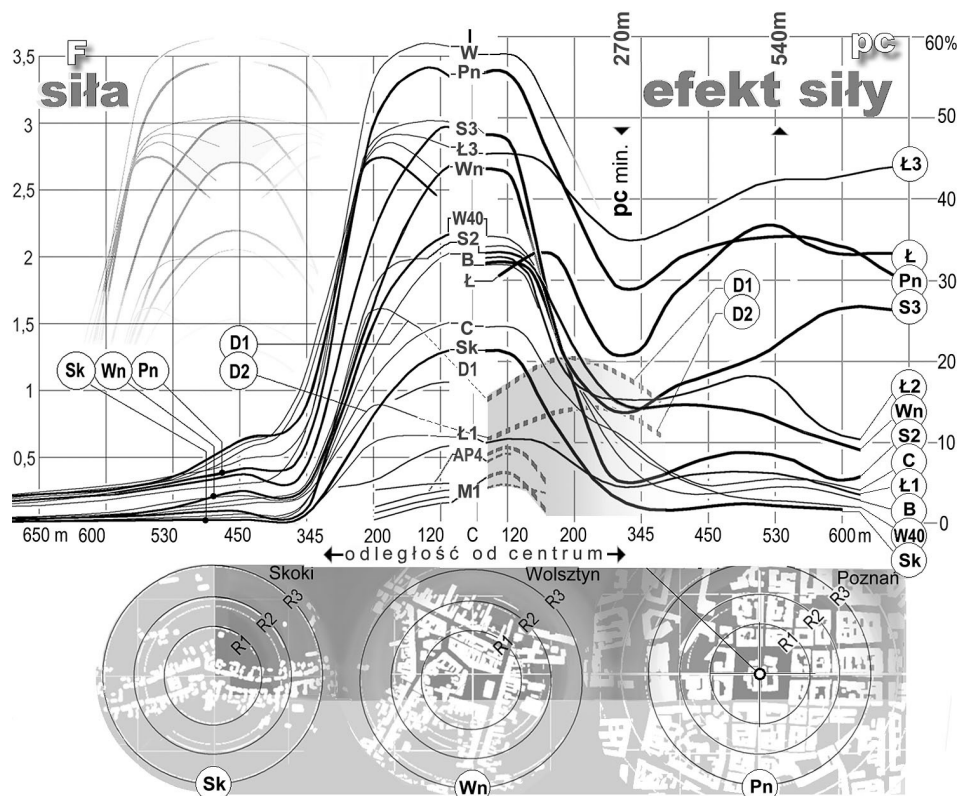 F
siła
pc
efekt siły
270m
540m
pc min.
60%
50
40
30
20
10
0
3,5
3
2,5
2
1,5
1
0,5
I
W
Pn
S3
Ł3
Wn
W40
S2
B
Ł
C
Sk
D1
Ł1
AP4
M1
D1
D2
Sk
Wn
Pn
D1
D2
Ł3
Ł
Pn
S3
Ł2
Wn
S2
C
Ł1
B
W40
Sk
650 m 600 530 450 345 200 120 C 120 200 345 450 600m
odległość od centrum
Skoki
R1 R2 R3
Sk
Wolsztyn
R1 R2 R3
Wn
Poznań
R1 R2 R3
Pn